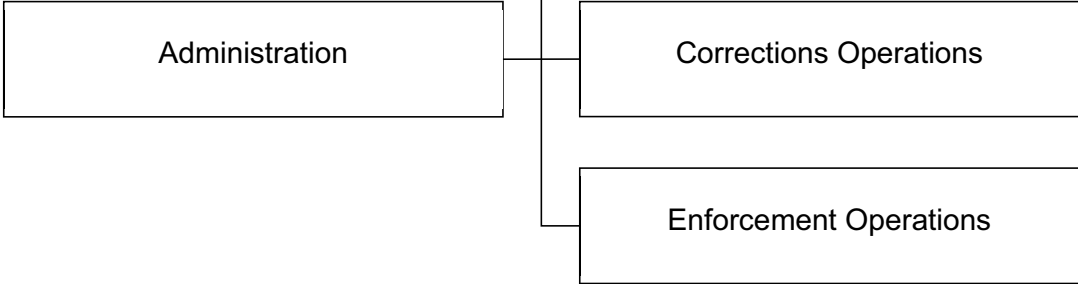 Administration
Corrections Operations
Enforcement Operations